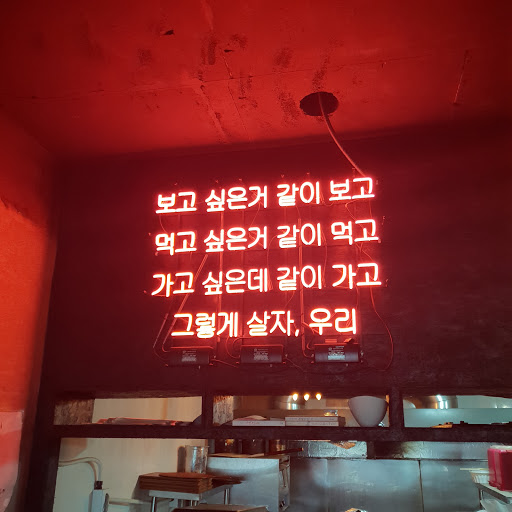 보고 싶은거 같이 보고
먹고 싶은거 같이 먹고
가고 싶은데 같이 가고
그렇게 살자, 우리